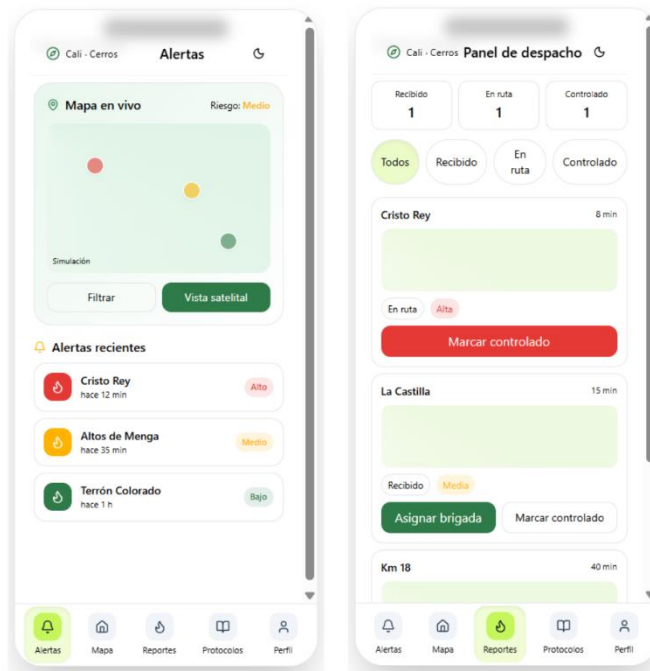 Cali - Cerros
Alertas
Mapa en vivo
Riesgo: Medio
Simulación
Filtrar
Vista satelital
Alertas recientes
Cristo Rey
hace 12 min
Alto
Altos de Menga
hace 35 min
Medio
Terrón Colorado
hace 1 h
Bajo
Alertas
Mapa
Reportes
Protocolos
Perfil
Cali - Cerros
Panel de despacho
Recibido
En ruta
Controlado
1
1
1
Todos
Recibido
En
ruta
Controlado
Cristo Rey
8 min
En ruta
Alta
Marcar controlado
La Castilla
15 min
Recibido
Media
Asignar brigada
Marcar controlado
Km 18
40 min
Alertas
Mapa
Reportes
Protocolos
Perfil